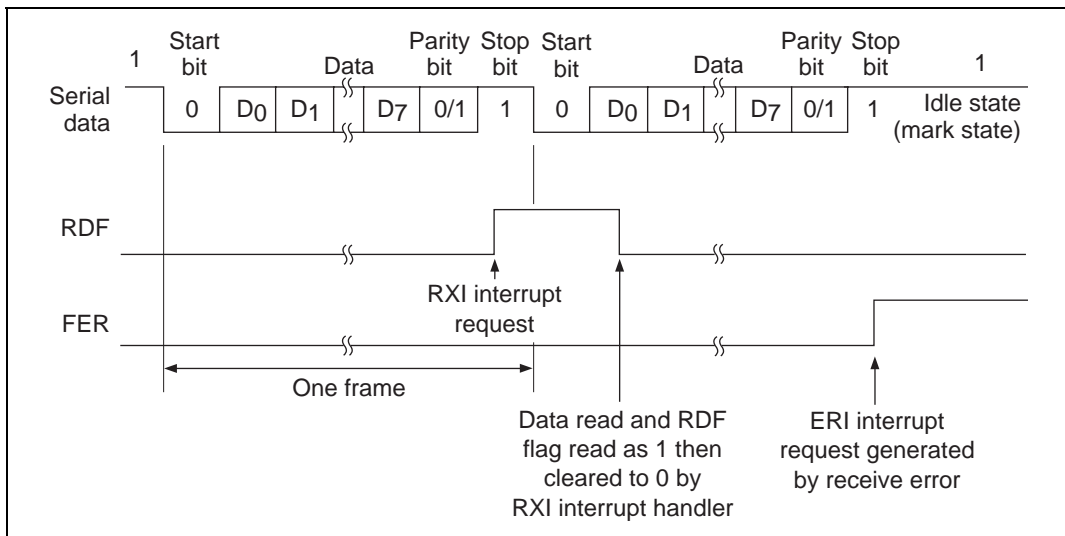 Start bit Data Parity bit Stop bit Start bit Data Parity bit Stop bit
1 1
Serial data 0 D0 D1 D7 0/1 1 0 D0 D1 D7 0/1 1 Idle state (mark state)
RDF
RXI interrupt request
FER
One frame
Data read and RDF
flag read as 1 then
cleared to 0 by
RXI interrupt handler
ERI interrupt
request generated
by receive error